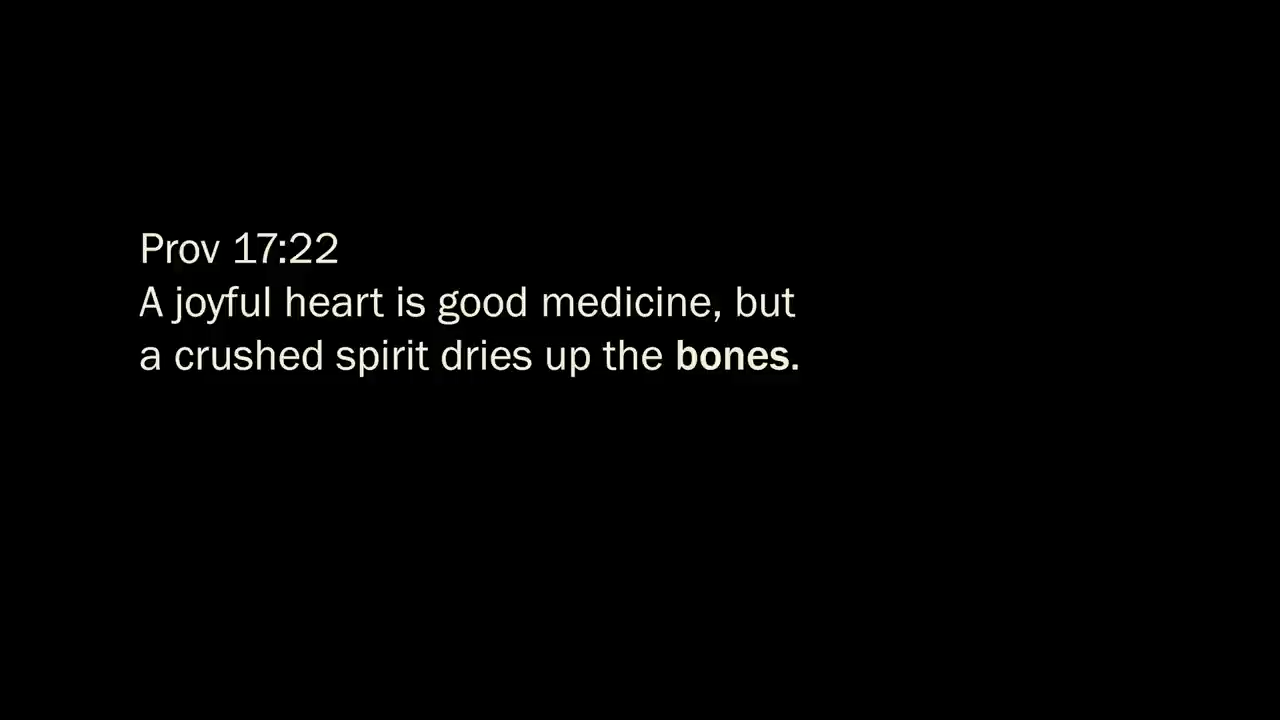 Prov 17:22
A joyful heart is good medicine, but
a crushed spirit dries up the bones.